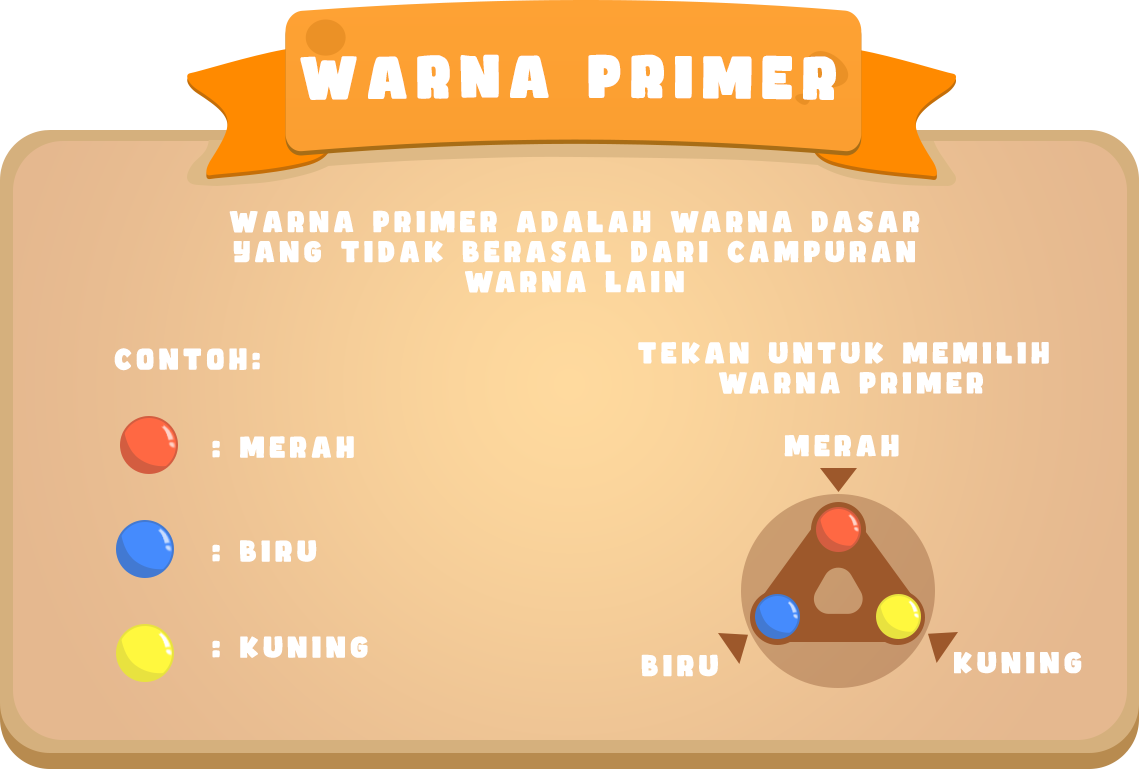 WARNA PRIMER
WARNA PRIMER ADALAH WARNA DASAR
YANG TIDAK BERASAL DARI CAMPURAN
WARNA LAIN
CONTOH:
: MERAH
: BIRU
: KUNING
TEKAN UNTUK MEMILIH
WARNA PRIMER
MERAH
BIRU
KUNING